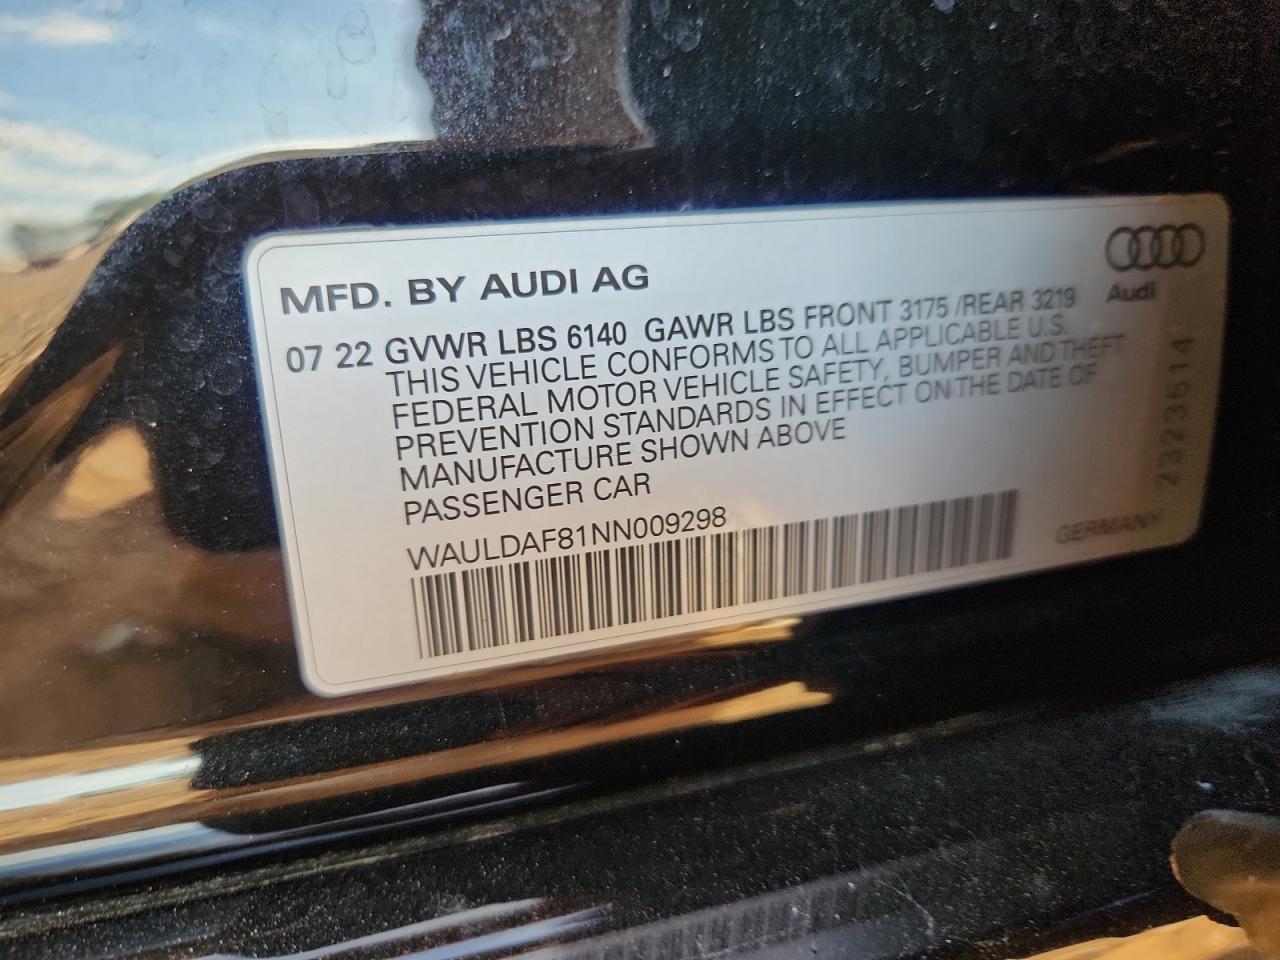 MFD. BY AUDI AG
Audi
07 22 GVWR LBS 6140 GAWR LBS FRONT 3175 /REAR 3219
THIS VEHICLE CONFORMS TO ALL APPLICABLE U.S.
FEDERAL MOTOR VEHICLE SAFETY, BUMPER AND THEFT
PREVENTION STANDARDS IN EFFECT ON THE DATE OF
MANUFACTURE SHOWN ABOVE
PASSENGER CAR
WAULDAF81NN009298
GERMANY
2323514